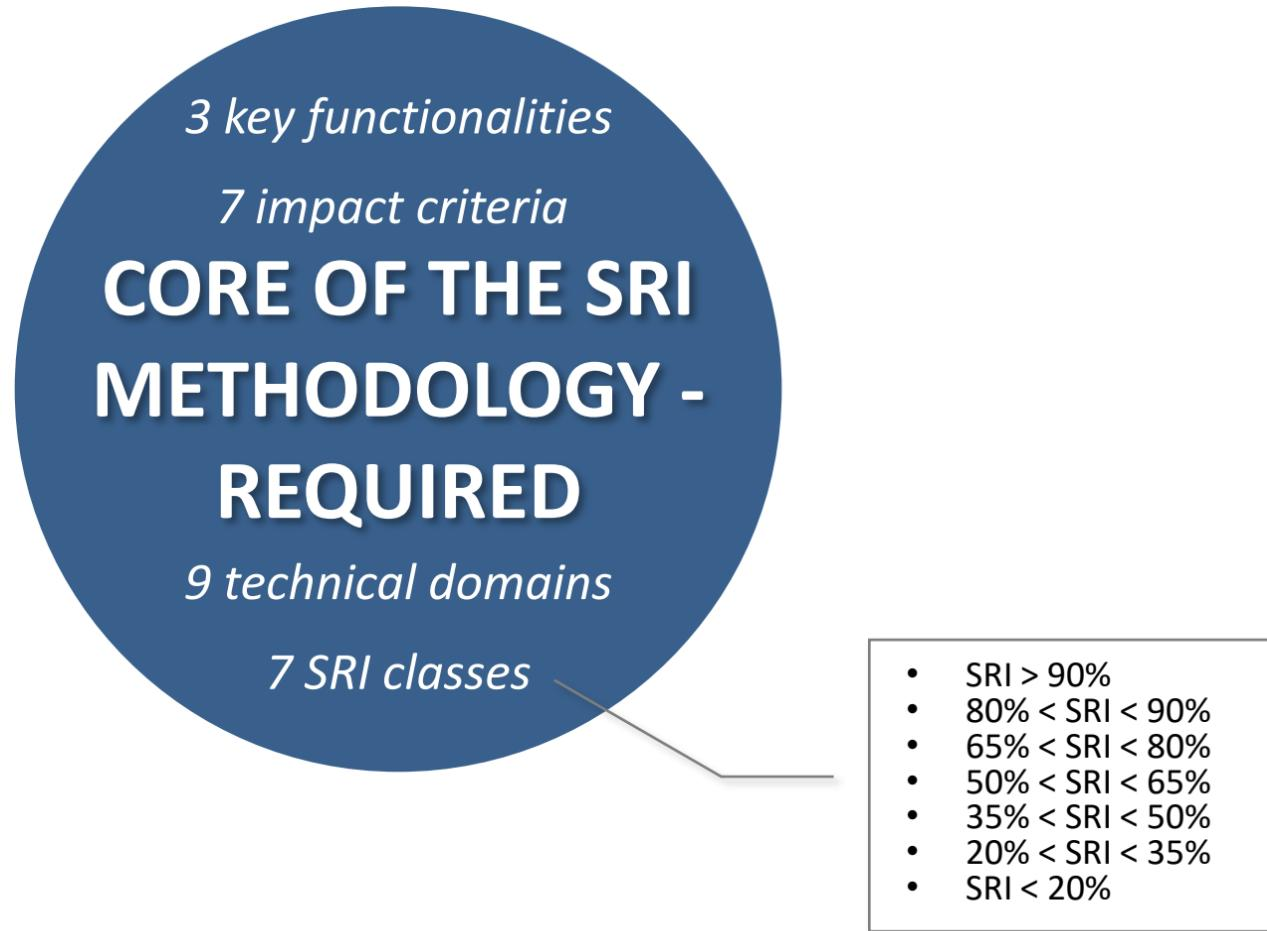 3 key functionalities
7 impact criteria
CORE OF THE SRI
METHODOLOGY -
REQUIRED
9 technical domains
7 SRI classes
• SRI > 90%
• 80% < SRI < 90%
• 65% < SRI < 80%
• 50% < SRI < 65%
• 35% < SRI < 50%
• 20% < SRI < 35%
• SRI < 20%